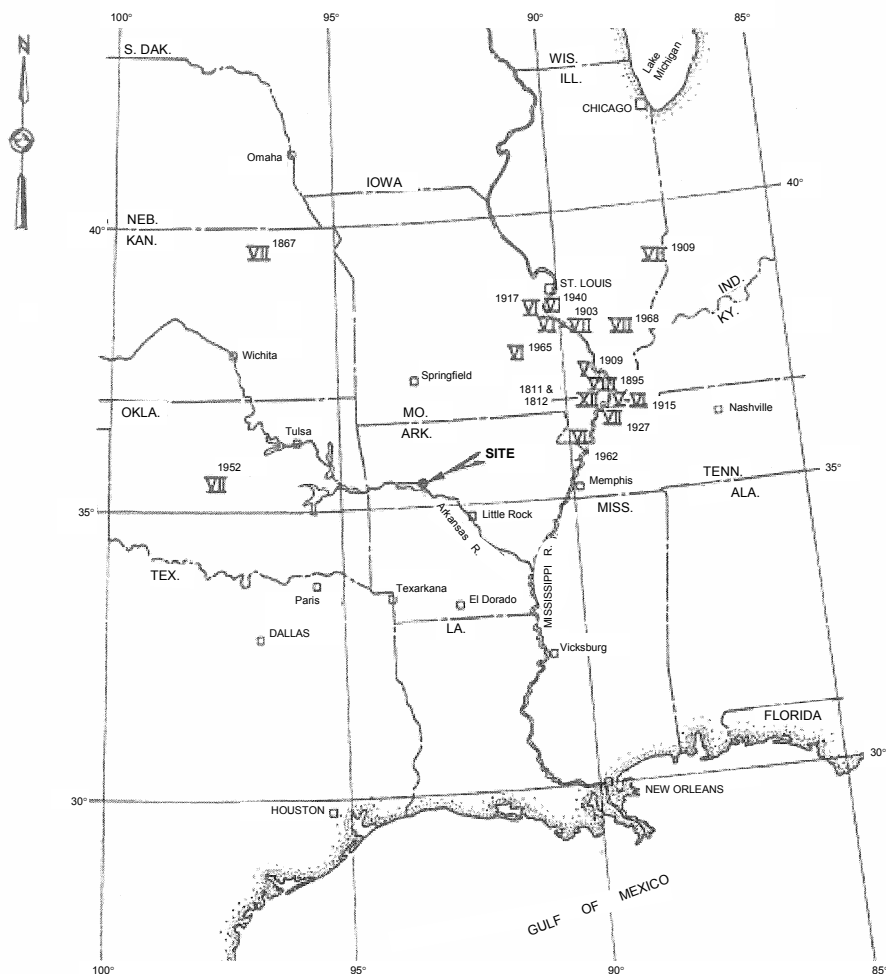 100°
95°
90°
85°
N
S. DAK.
WIS.
ILL.
Lake
Michigan
CHICAGO
Omaha
IOWA
40°
NEB.
KAN.
40°
VII 1867
VII 1909
ST. LOUIS
IND.
KY.
1917 VI VI 1940
1903
VI VII VII 1968
VI
1965
Wichita
Springfield
1909
V
1895
1811 &
1812
XII V VI
1915
VII
1927
Nashville
OKLA.
MO.
ARK.
Tulsa
SITE
VI
1962
Memphis
TENN.
ALA.
35°
1952
VII
35°
Arkansas R.
Little Rock
MISS.
MISSISSIPPI R.
TEX.
Paris
Texarkana
El Dorado
DALLAS
LA.
Vicksburg
FLORIDA
30°
30°
HOUSTON
NEW ORLEANS
GULF OF MEXICO
100°
95°
90°
85°